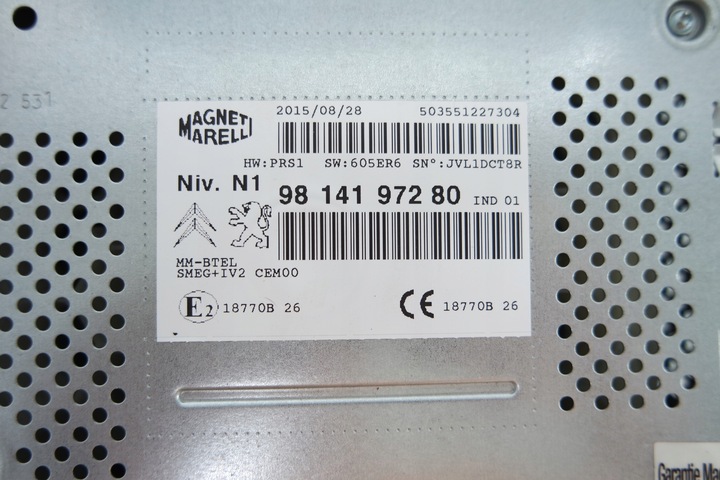 2 531
MAGNETI
MARELLI
2015/08/28 503551227304
HW:PRS1 SW:605ER6 SN°:JVL1DCT8R
Niv. N1
98 141 972 80 IND 01
MM-BTEL
SMEG+IV2 CEM00
E2 18770B 26
CE 18770B 26
Garantie Ma